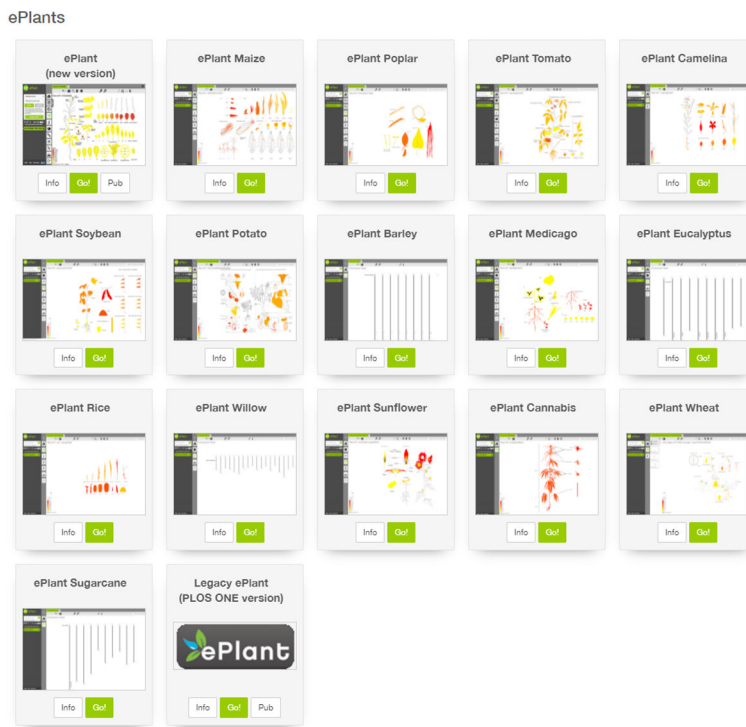 ePlants
ePlant
(new version)
ePlant Maize
ePlant Poplar
ePlant Tomato
ePlant Camelina
Info Go! Pub
Info Go!
Info Go!
Info Go!
Info Go!
ePlant Soybean
ePlant Potato
ePlant Barley
ePlant Medicago
ePlant Eucalyptus
Info Go!
Info Go!
Info Go!
Info Go!
Info Go!
ePlant Rice
ePlant Willow
ePlant Sunflower
ePlant Cannabis
ePlant Wheat
Info Go!
Info Go!
Info Go!
Info Go!
Info Go!
ePlant Sugarcane
Legacy ePlant
(PLOS ONE version)
ePlant
Info Go!
Info Go! Pub